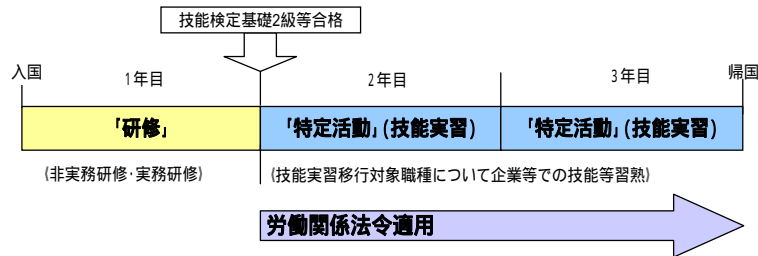 技能検定基礎2級等合格
入国
1年目
2年目
3年目
帰国
「研修」
「特定活動」(技能実習)
「特定活動」(技能実習)
(非実務研修・実務研修)
(技能実習移行対象職種について企業等での技能等習熟)
労働関係法令適用